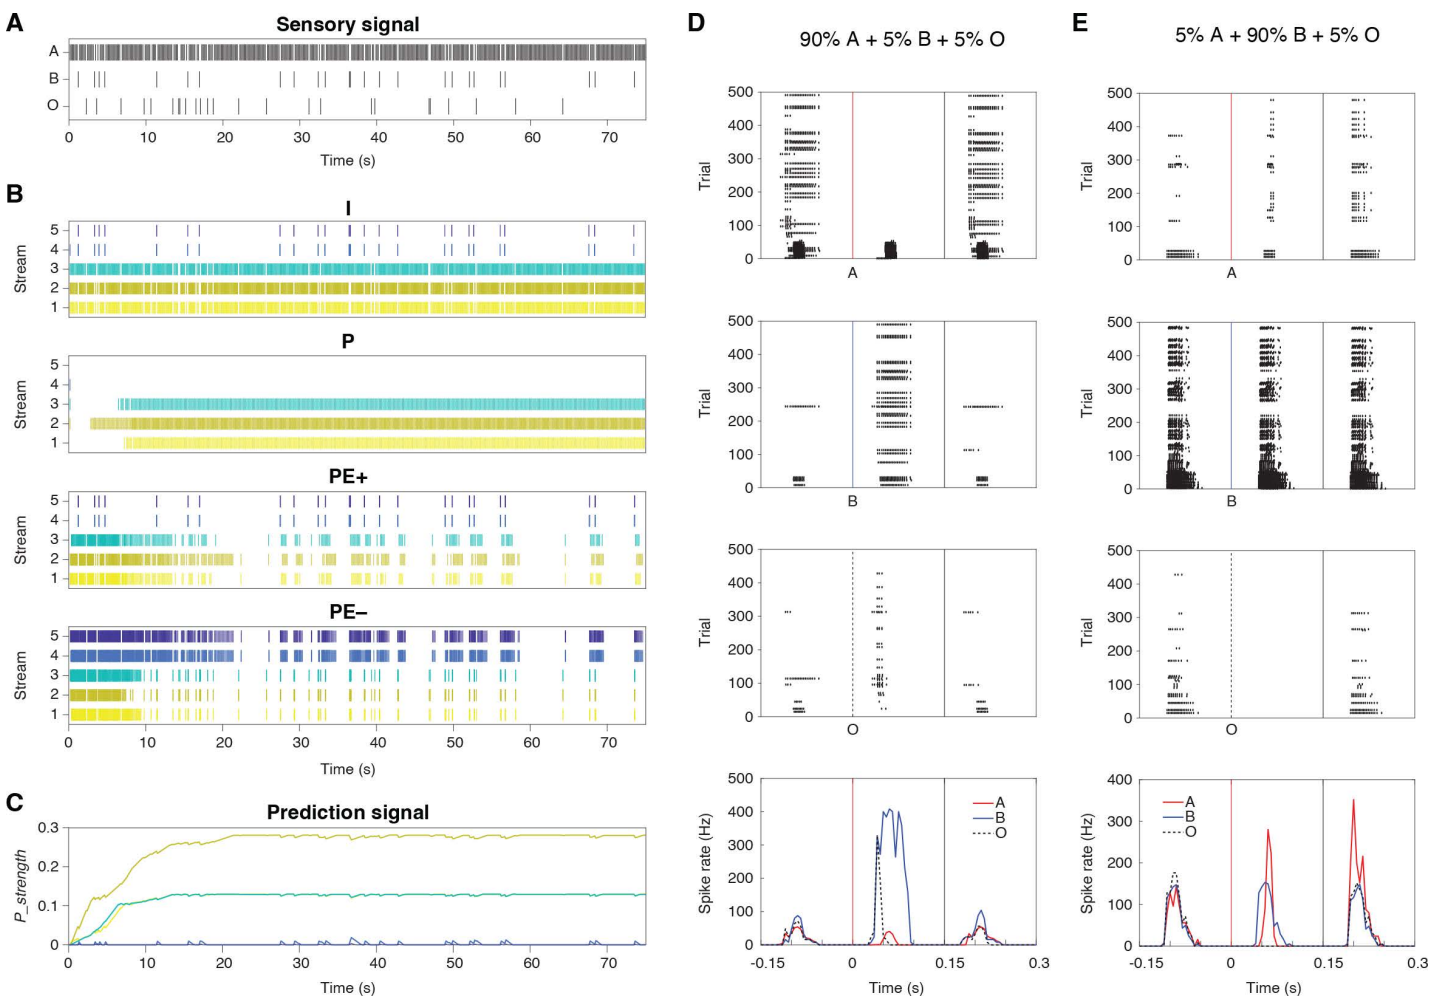 A
Sensory signal
A
B
O
0 10 20 30 40 50 60 70
Time (s)
B
I
Stream
5
4
3
2
1
P
Stream
5
4
3
2
1
PE+
Stream
5
4
3
2
1
PE–
Stream
5
4
3
2
1
0 10 20 30 40 50 60 70
Time (s)
C
Prediction signal
P_strength
0.3
0.2
0.1
0
0 10 20 30 40 50 60 70
Time (s)
D
90% A + 5% B + 5% O
Trial
500
400
300
200
100
0
A
Trial
500
400
300
200
100
0
B
Trial
500
400
300
200
100
0
O
Spike rate (Hz)
500
400
300
200
100
0
A
B
O
-0.15 0 0.15 0.3
Time (s)
E
5% A + 90% B + 5% O
Trial
500
400
300
200
100
0
A
Trial
500
400
300
200
100
0
B
Trial
500
400
300
200
100
0
O
Spike rate (Hz)
400
300
200
100
0
A
B
O
-0.15 0 0.15 0.3
Time (s)